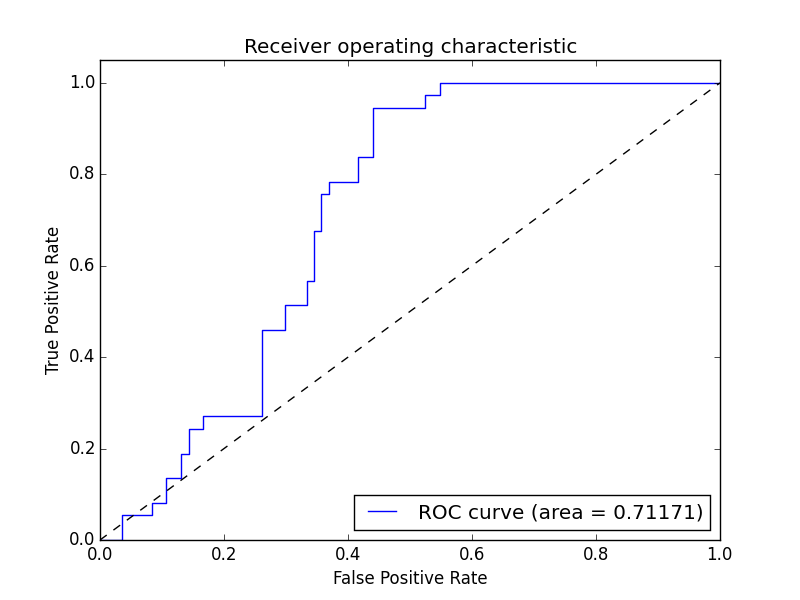 Receiver operating characteristic
1.0
0.8
0.6
0.4
0.2
0.0
True Positive Rate
ROC curve (area = 0.71171)
0.0 0.2 0.4 0.6 0.8 1.0
False Positive Rate